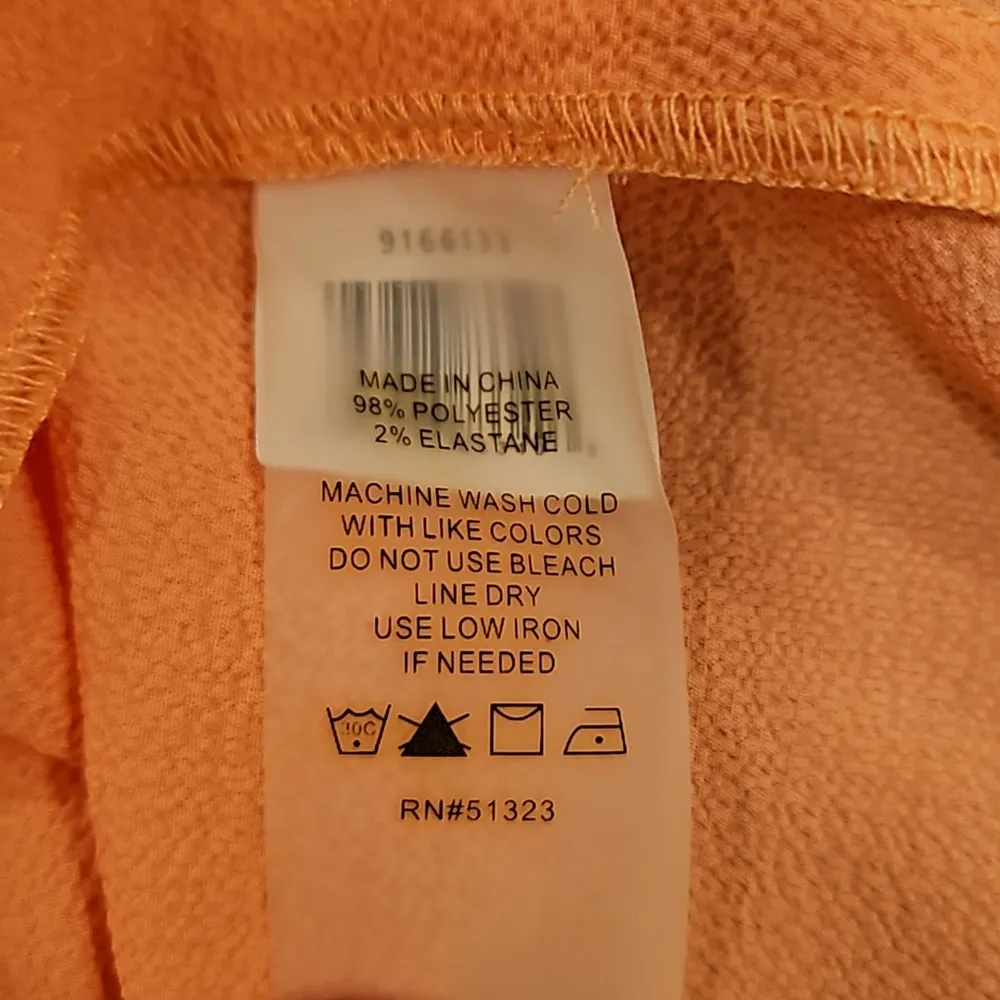 MADE IN CHINA
98% POLYESTER
2% ELASTANE
MACHINE WASH COLD
WITH LIKE COLORS
DO NOT USE BLEACH
LINE DRY
USE LOW IRON
IF NEEDED
30C
RN#51323